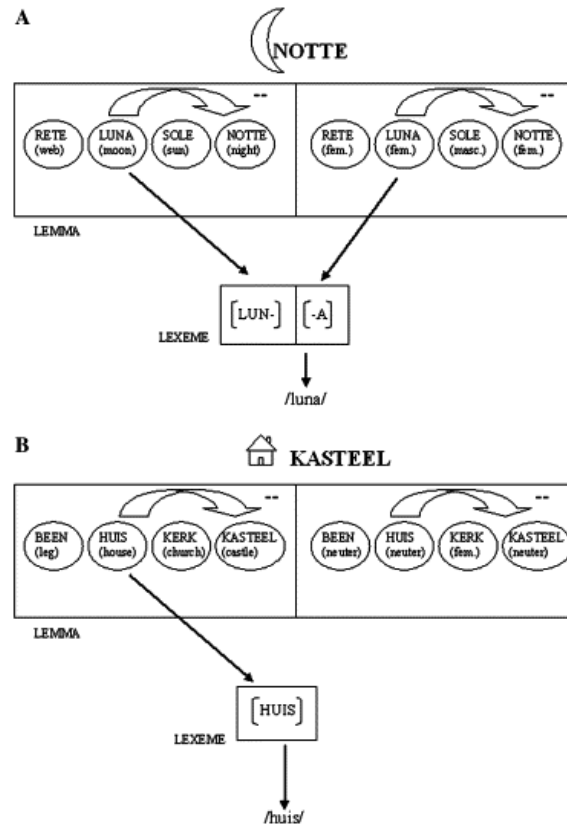 A
NOTTE
-- --
RETE LUNA SOLE NOTTE RETE LUNA SOLE NOTTE
(web) (moon) (sun) (night) (fem.) (fem.) (masc.) (fem.)
LEMMA
[LUN-] [-A]
LEXEME
/luna/
B
KASTEEL
-- --
BEEN HUIS KERK KASTEEL BEEN HUIS KERK KASTEEL
(leg) (house) (church) (castle) (neuter) (neuter) (fem.) (neuter)
LEMMA
[HUIS]
LEXEME
/huis/